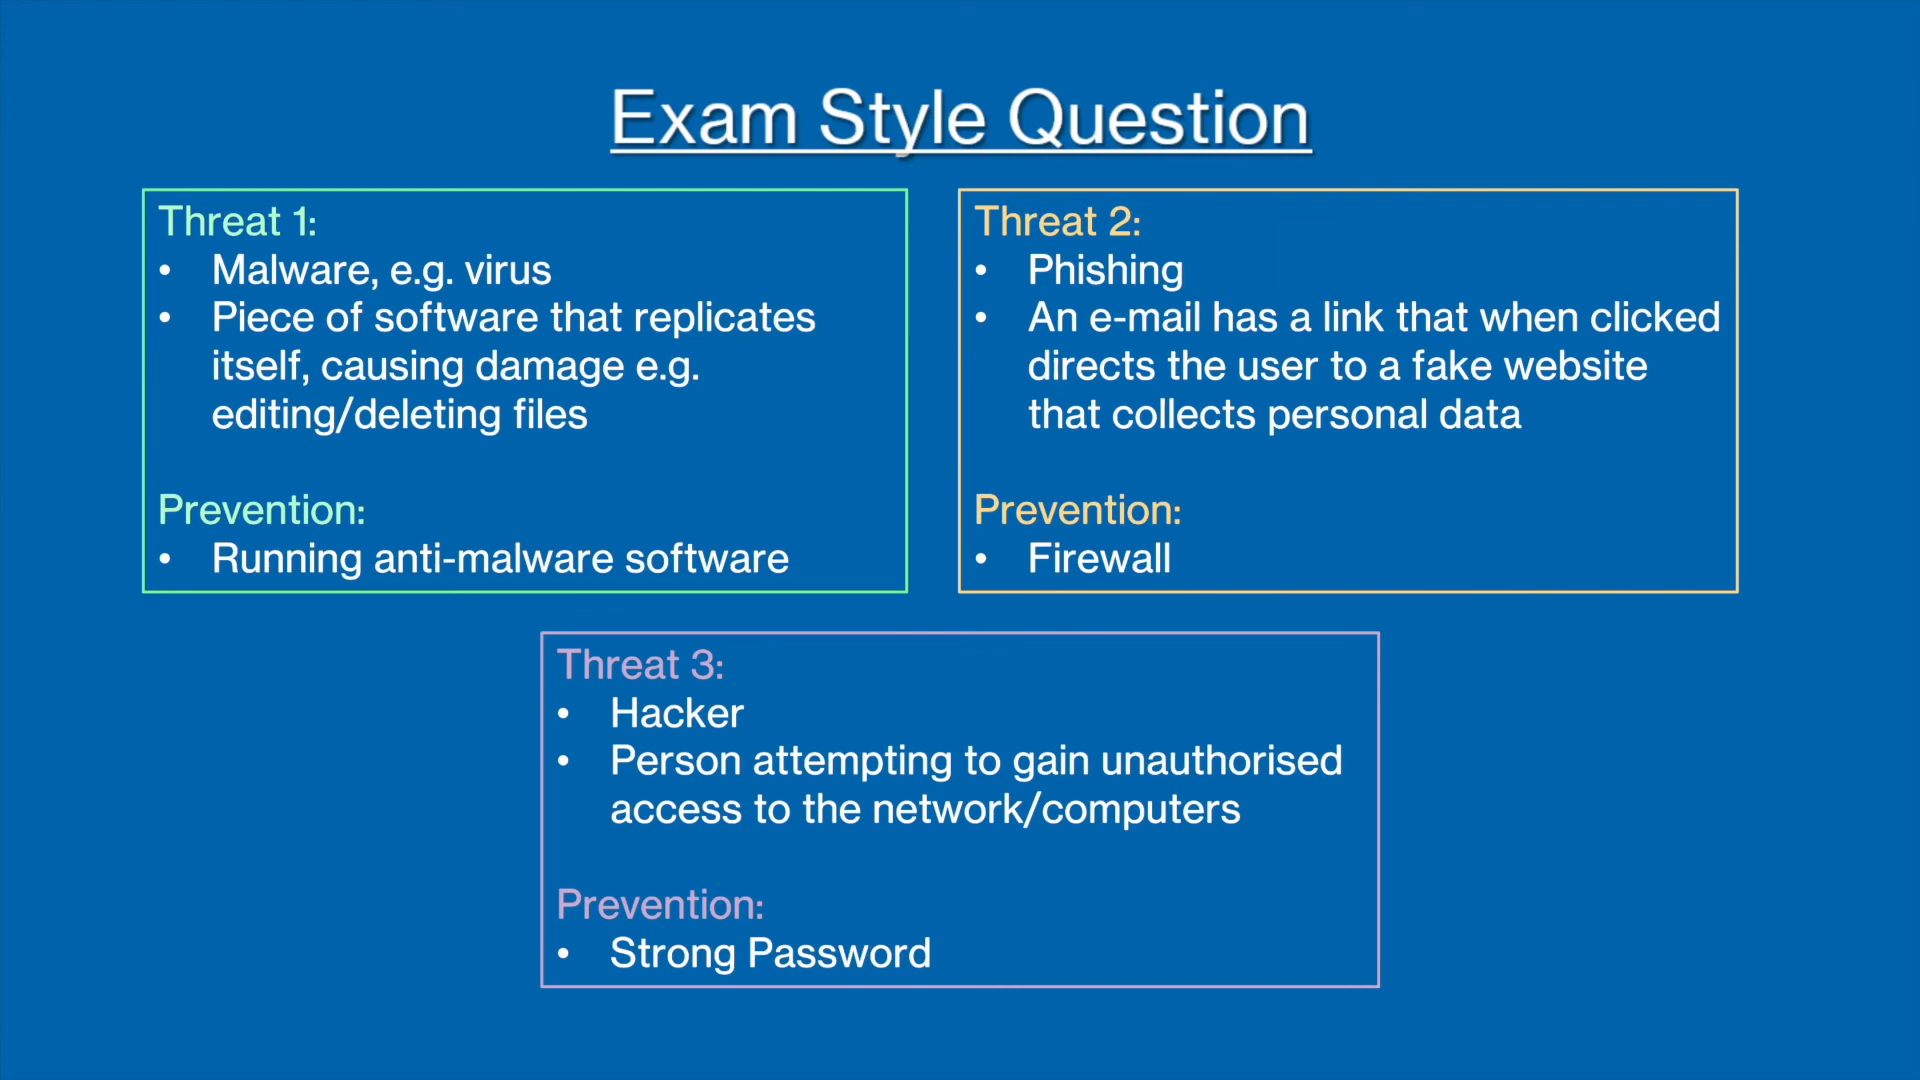 Exam Style Question
Threat 1:
• Malware, e.g. virus
• Piece of software that replicates
itself, causing damage e.g.
editing/deleting files
Prevention:
• Running anti-malware software
Threat 2:
• Phishing
• An e-mail has a link that when clicked
directs the user to a fake website
that collects personal data
Prevention:
• Firewall
Threat 3:
• Hacker
• Person attempting to gain unauthorised
access to the network/computers
Prevention:
• Strong Password